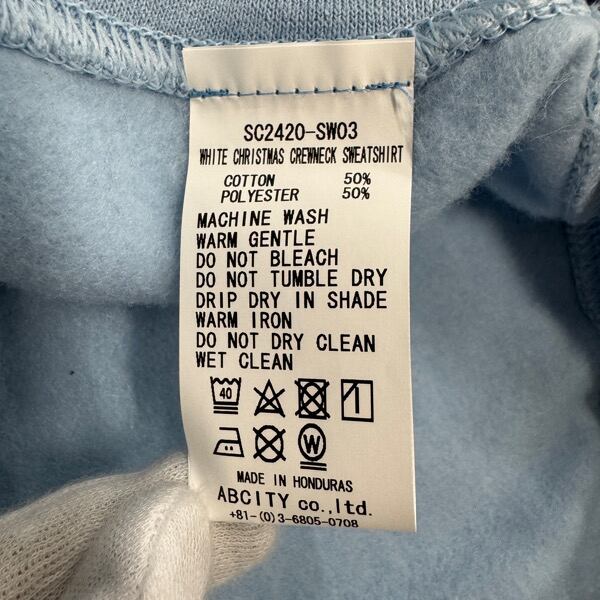 SC2420-SW03
WHITE CHRISTMAS CREWNECK SWEATSHIRT
COTTON 50%
POLYESTER 50%
MACHINE WASH
WARM GENTLE
DO NOT BLEACH
DO NOT TUMBLE DRY
DRIP DRY IN SHADE
WARM IRON
DO NOT DRY CLEAN
WET CLEAN
40
W
MADE IN HONDURAS
ABCITY co.,ltd.
+81-(0)3-6805-0708